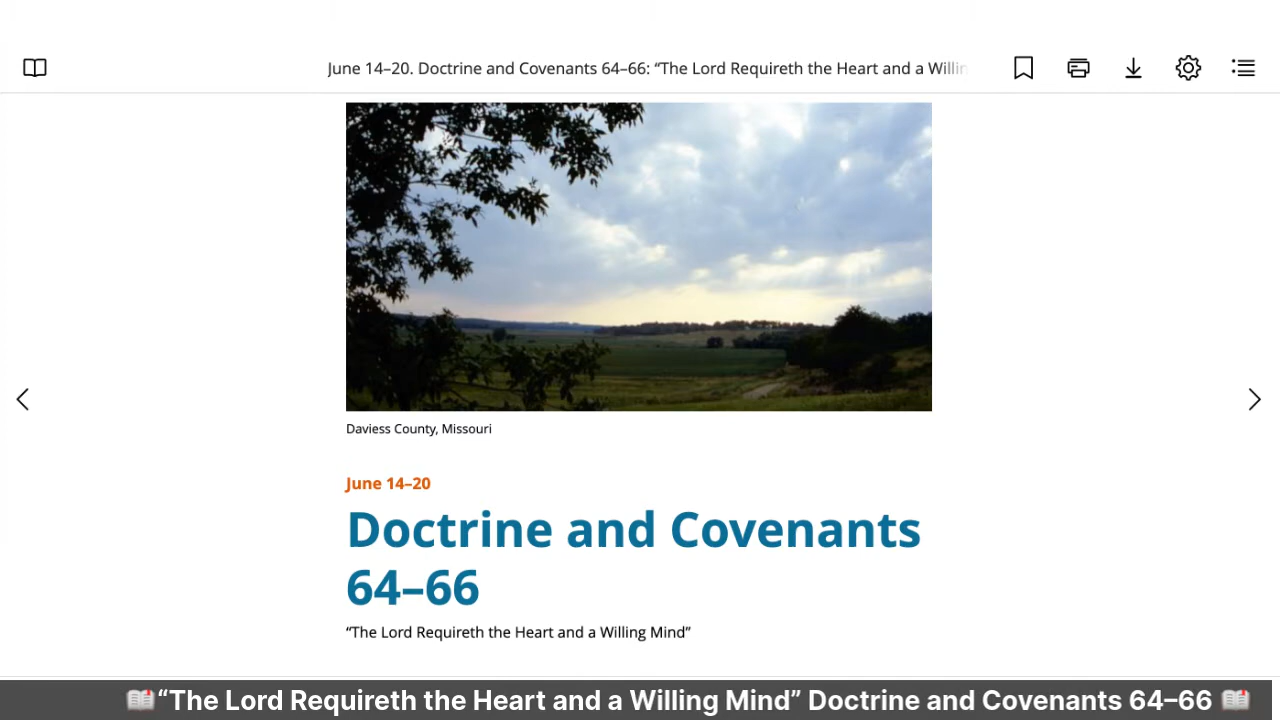 June 14–20. Doctrine and Covenants 64–66: “The Lord Requireth the Heart and a Willin
Daviess County, Missouri
June 14–20
Doctrine and Covenants
64–66
“The Lord Requireth the Heart and a Willing Mind”
📖“The Lord Requireth the Heart and a Willing Mind” Doctrine and Covenants 64–66 📖